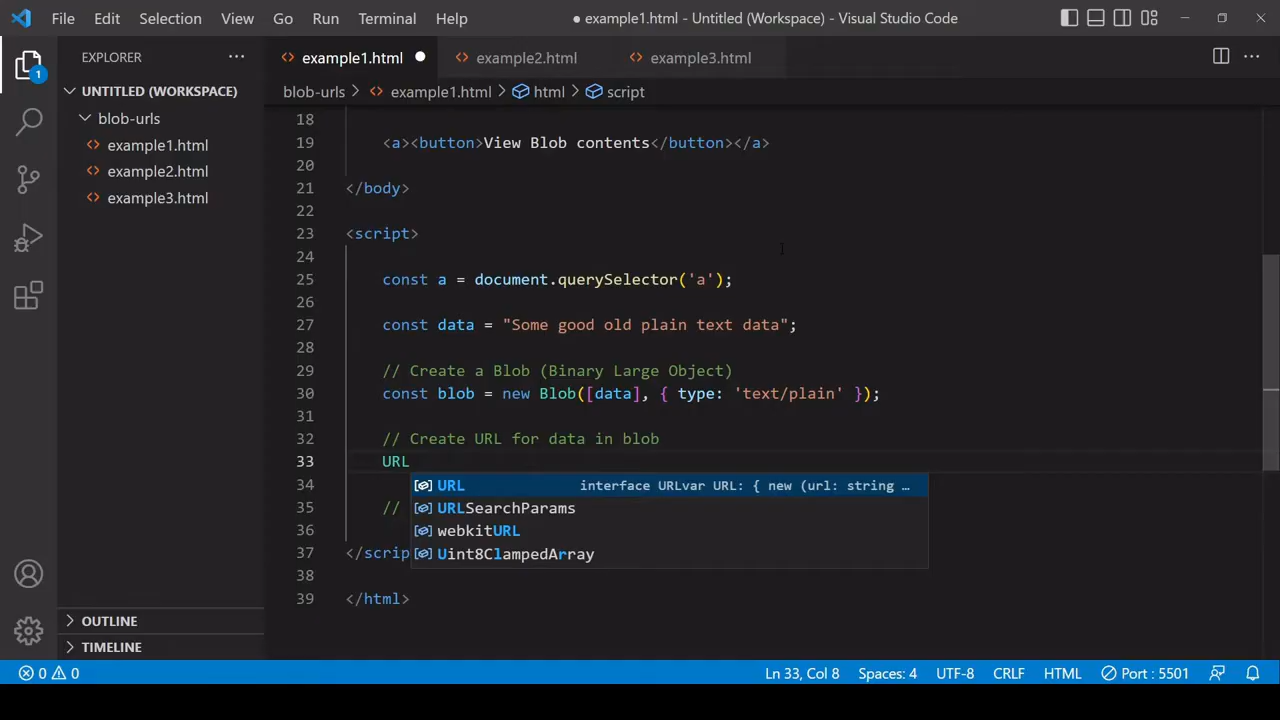 File Edit Selection View Go Run Terminal Help ● example1.html - Untitled (Workspace) - Visual Studio Code
EXPLORER ···
example1.html ● example2.html example3.html ···
1
UNTITLED (WORKSPACE)
blob-urls
example1.html
example2.html
example3.html
OUTLINE
TIMELINE
blob-urls > example1.html > html > script
18
19 <a><button>View Blob contents</button></a>
20
21 </body>
22
23 <script>
24
25 const a = document.querySelector('a');
26
27 const data = "Some good old plain text data";
28
29 // Create a Blob (Binary Large Object)
30 const blob = new Blob([data], { type: 'text/plain' });
31
32 // Create URL for data in blob
33 URL
34 URL interface URLvar URL: { new (url: string …
35 // URLSearchParams
36 webkitURL
37 </scrip Uint8ClampedArray
38
39 </html>
0 0 Ln 33, Col 8 Spaces: 4 UTF-8 CRLF HTML Port : 5501